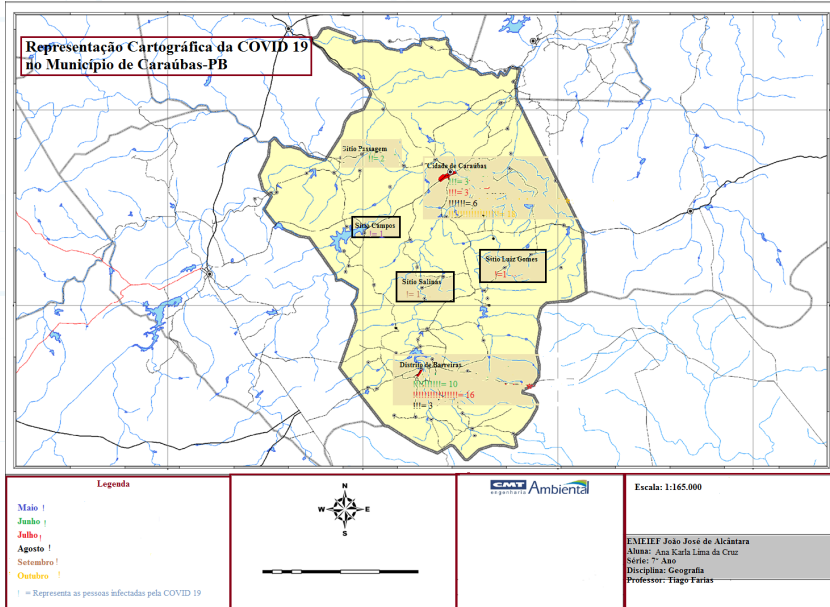 Representação Cartográfica da COVID 19
no Município de Caraúbas-PB
Sítio Passagem
!!= 2
Cidade de Caraúbas
!!!= 3
!!!= 3
!!!!!!= 6
Sítio Campos
!= 1
Sítio Luiz Gomes
!=1
Sítio Salinas
!= 1
Distrito de Barreiras
!!!!!!!!!!= 10
!!!!!!!!!!!!!!!!= 16
!!!= 3
Legenda
Maio !
Junho !
Julho !
Agosto !
Setembro !
Outubro !
! = Representa as pessoas infectadas pela COVID 19
N
W E
S
CMT
engenharia Ambiental
Escala: 1:165.000
EMEIEF João José de Alcântara
Aluna: Ana Karla Lima da Cruz
Série: 7° Ano
Disciplina: Geografia
Professor: Tiago Farias